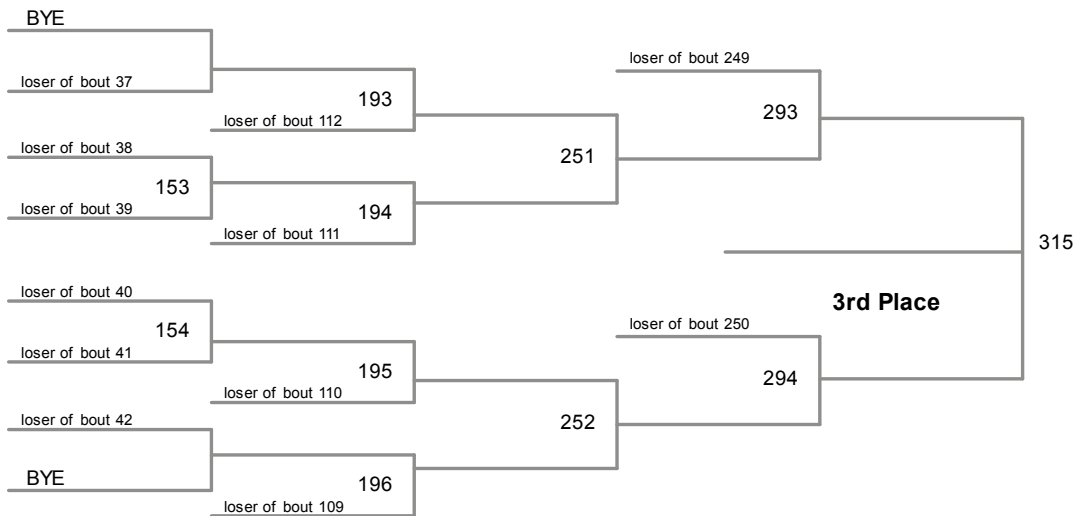 BYE
loser of bout 249
loser of bout 37
193
293
loser of bout 112
loser of bout 38
251
153
loser of bout 39
194
loser of bout 111
315
loser of bout 40
3rd Place
154
loser of bout 250
loser of bout 41
195
294
loser of bout 110
loser of bout 42
252
BYE
196
loser of bout 109